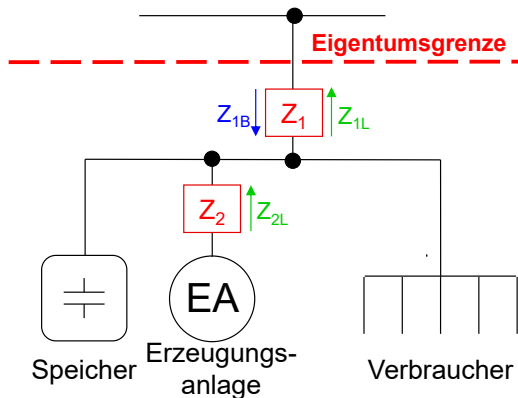 Eigentumsgrenze
Z1B
Z1
Z1L
Z2
Z2L
EA
Speicher
Erzeugungs-
anlage
Verbraucher